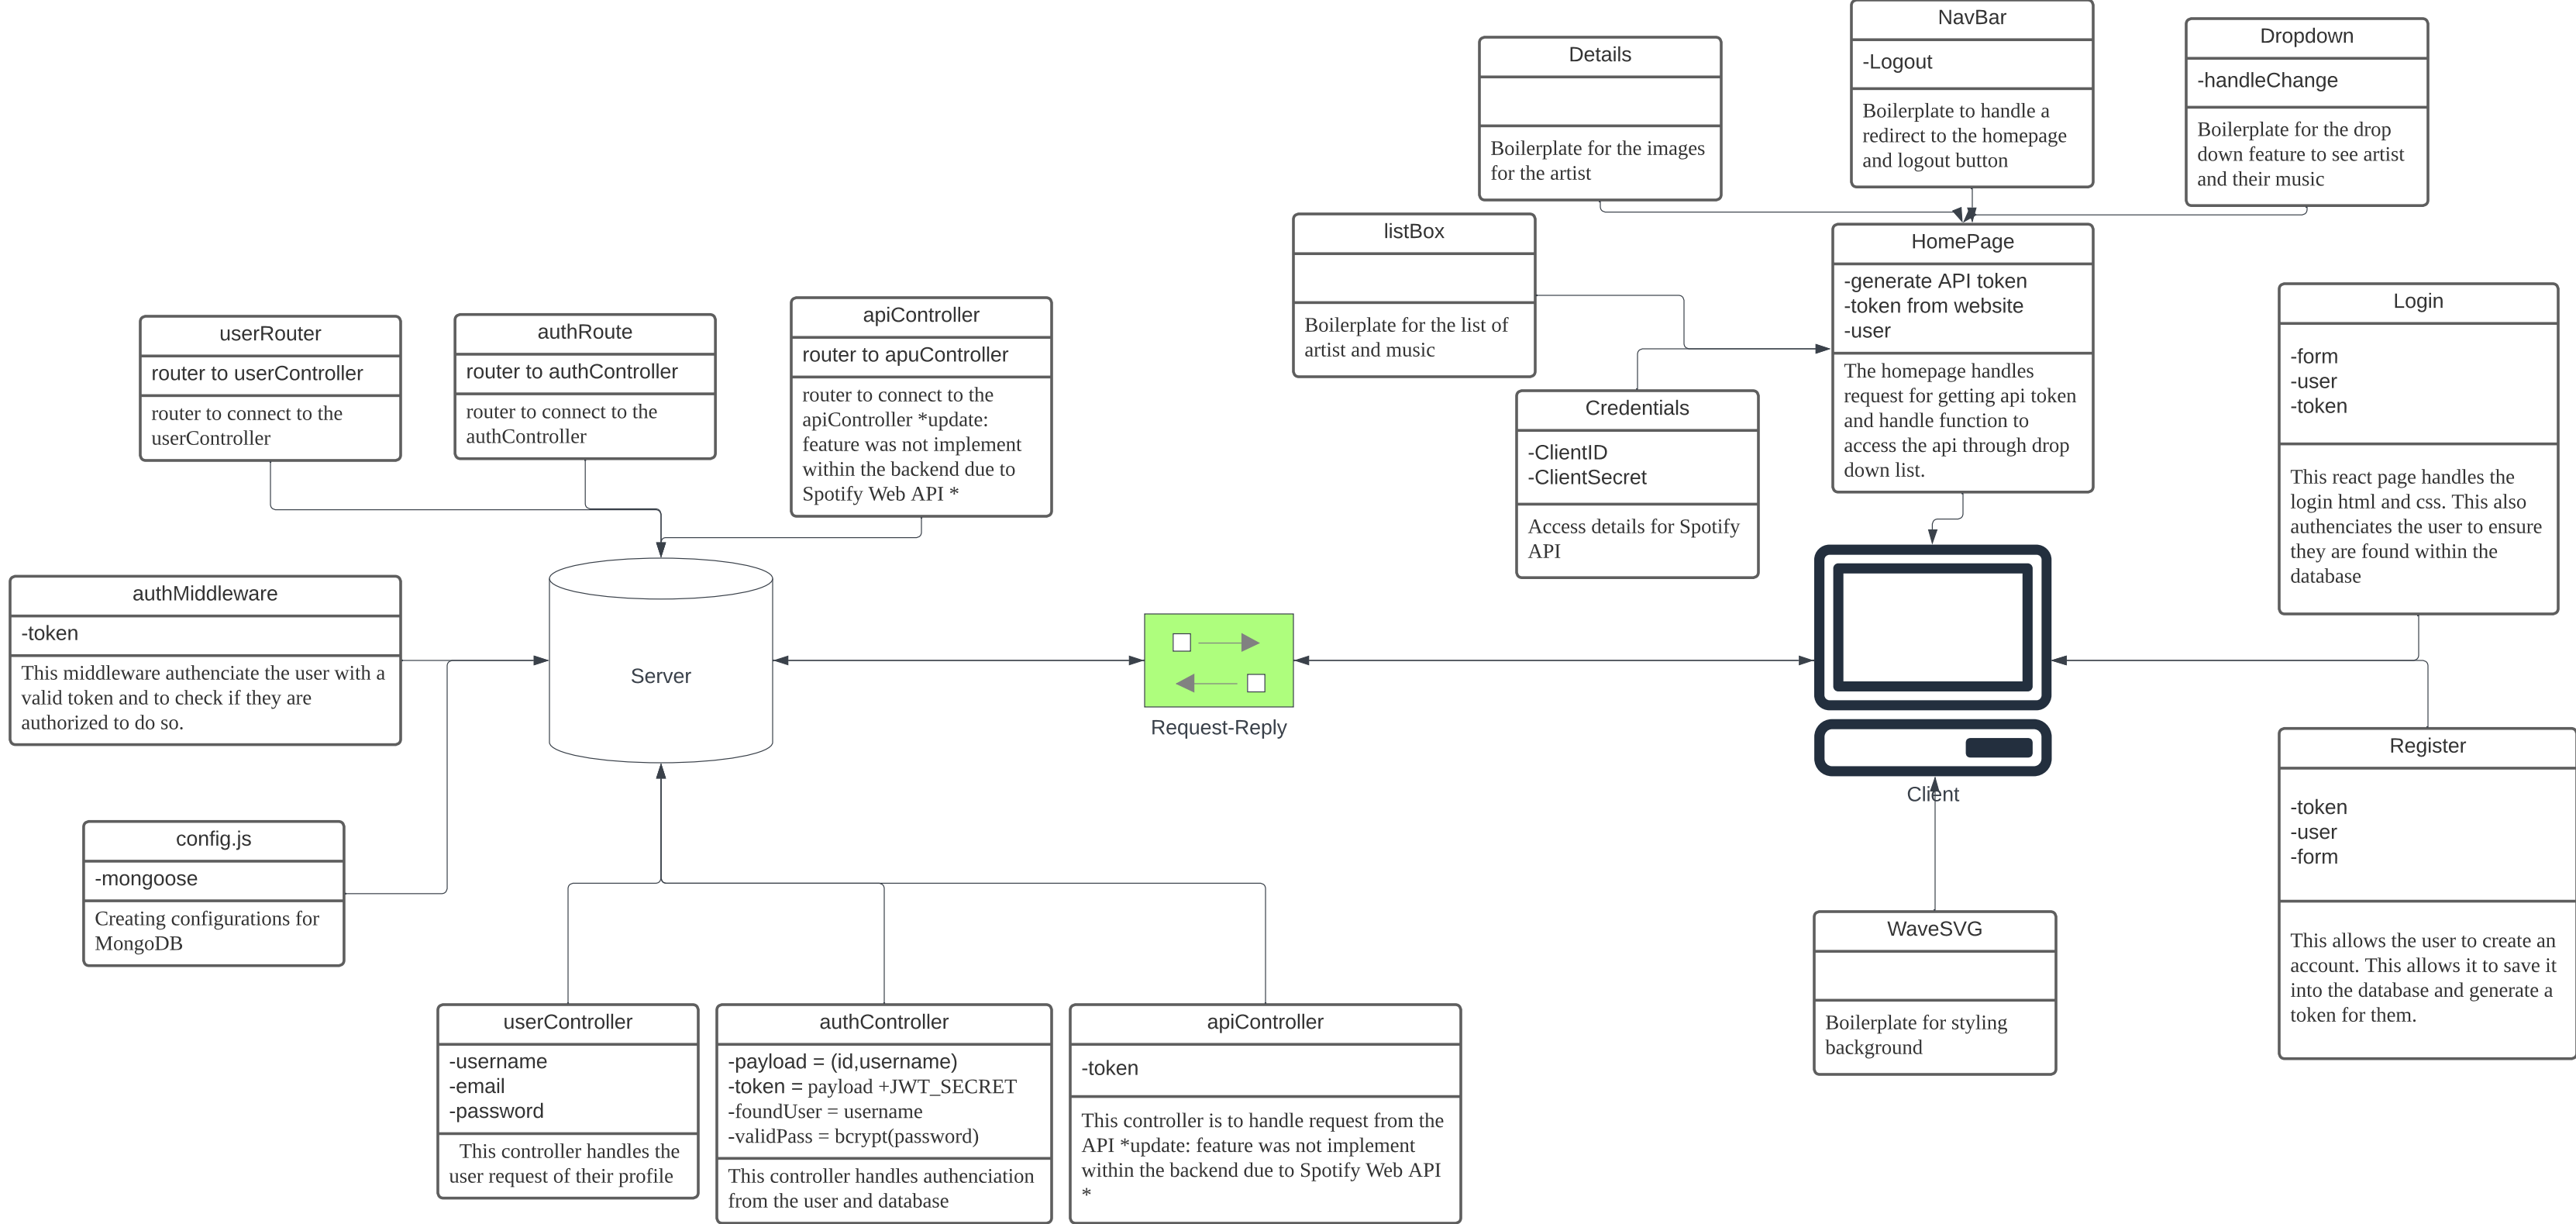 NavBar
-Logout
Boilerplate to handle a
redirect to the homepage
and logout button
Dropdown
-handleChange
Boilerplate for the drop
down feature to see artist
and their music
Details
Boilerplate for the images
for the artist
listBox
Boilerplate for the list of
artist and music
HomePage
-generate API token
-token from website
-user
The homepage handles
request for getting api token
and handle function to
access the api through drop
down list.
Login
-form
-user
-token
This react page handles the
login html and css. This also
authenciates the user to ensure
they are found within the
database
userRouter
router to userController
router to connect to the
userController
authRoute
router to authController
router to connect to the
authController
apiController
router to apuController
router to connect to the
apiController *update:
feature was not implement
within the backend due to
Spotify Web API *
Credentials
-ClientID
-ClientSecret
Access details for Spotify
API
authMiddleware
-token
This middleware authenciate the user with a
valid token and to check if they are
authorized to do so.
Server
Request-Reply
Client
Register
-token
-user
-form
This allows the user to create an
account. This allows it to save it
into the database and generate a
token for them.
config.js
-mongoose
Creating configurations for
MongoDB
WaveSVG
Boilerplate for styling
background
userController
-username
-email
-password
This controller handles the
user request of their profile
authController
-payload = (id,username)
-token = payload +JWT_SECRET
-foundUser = username
-validPass = bcrypt(password)
This controller handles authenciation
from the user and database
apiController
-token
This controller is to handle request from the
API *update: feature was not implement
within the backend due to Spotify Web API
*